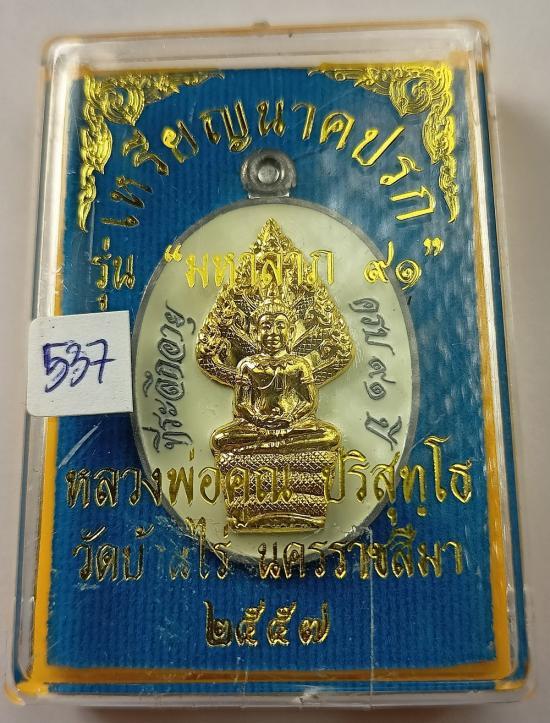 เหรียญนาคปรก
รุ่น “มหาลาภ ๙๑”
ที่ระลึกอายุ
ครบ ๙๑ ปี
537
หลวงพ่อคูณ ปริสุทฺโธ
วัดบ้านไร่ นครราชสีมา
๒๕๕๗